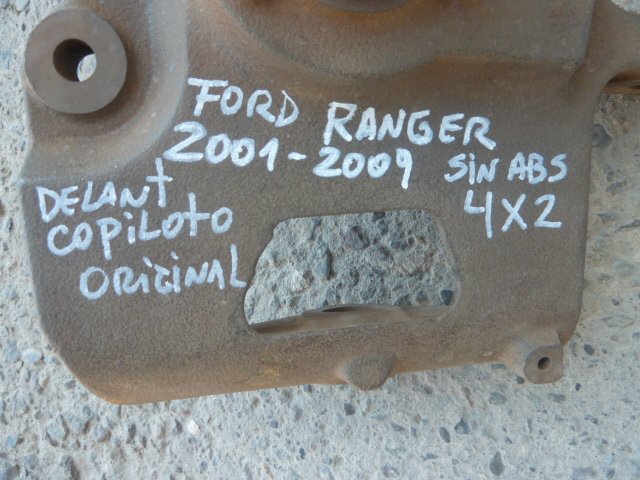 FORD RANGER
2001-2009 SIN ABS
4X2
DELANT
COPILOTO
ORIGINAL